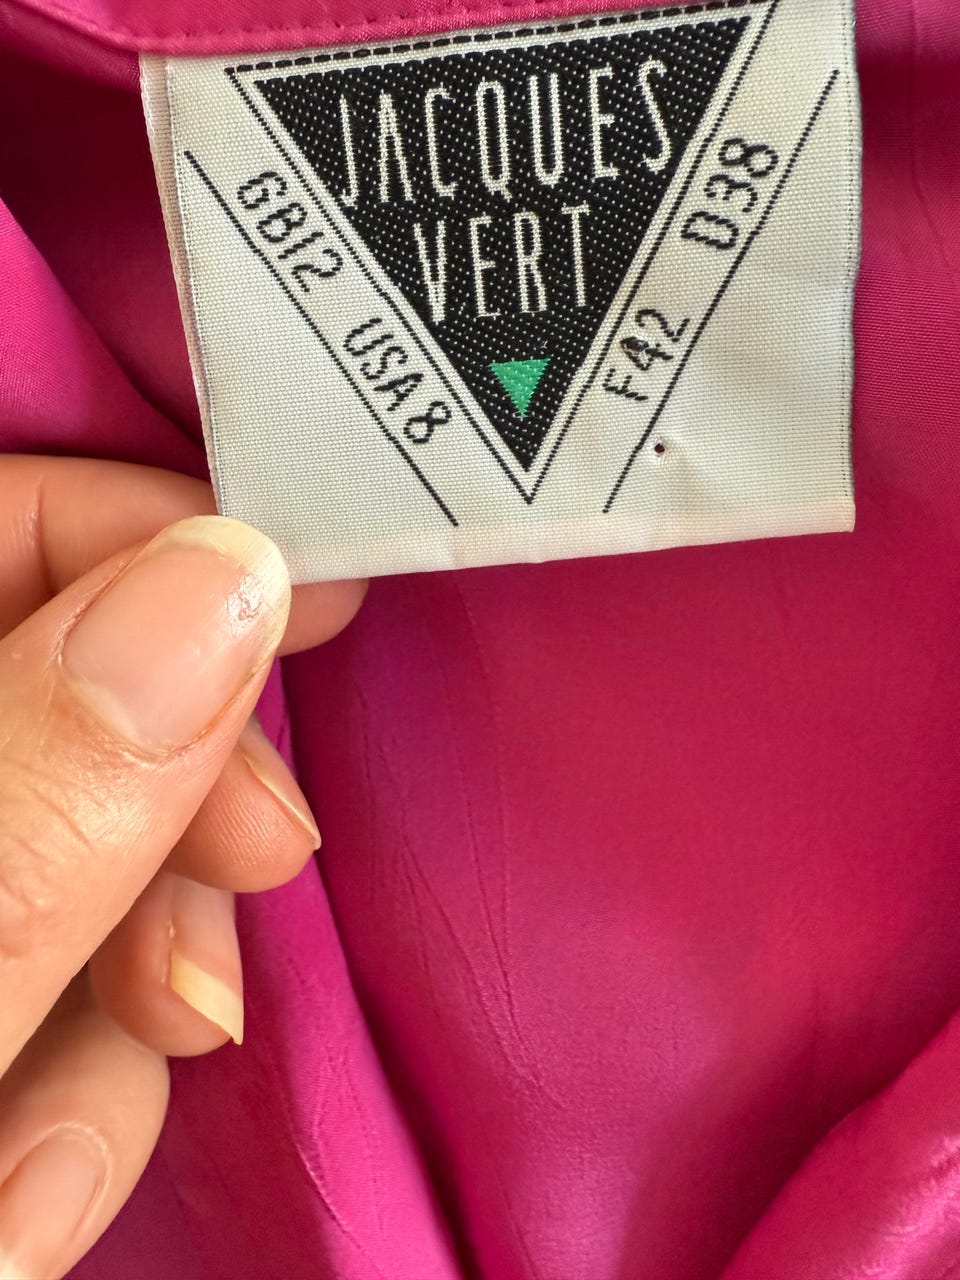 JACQUES
VERT
GB12 USA8
F42 D38